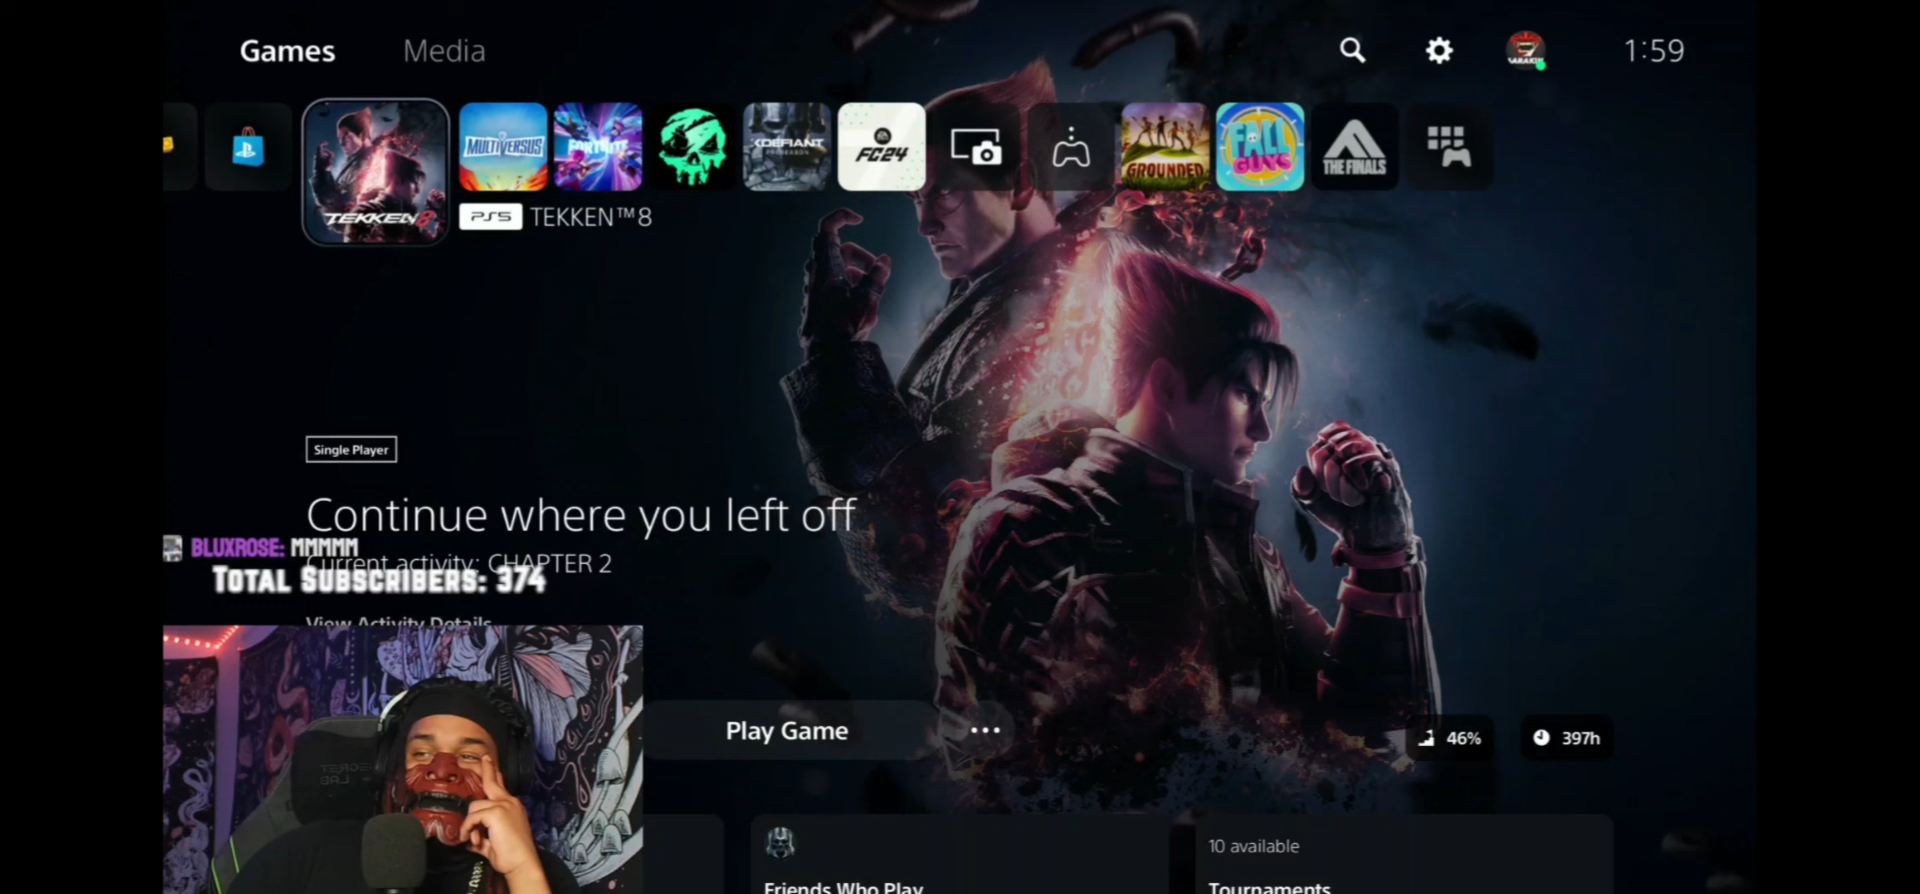 Games Media 1:59
TEKKEN 8
MULTIVERSUS
FORTNITE
XDEFIANT
PRESEASON
EA FC24
GROUNDED
FALL GUYS
THE FINALS
PS5 TEKKEN™8
Single Player
Continue where you left off
BLUXROSE: MMMMM
Current activity: CHAPTER 2
TOTAL SUBSCRIBERS: 374
View Activity Details
Play Game
46% 397h
10 available
Friends Who Play
Tournaments